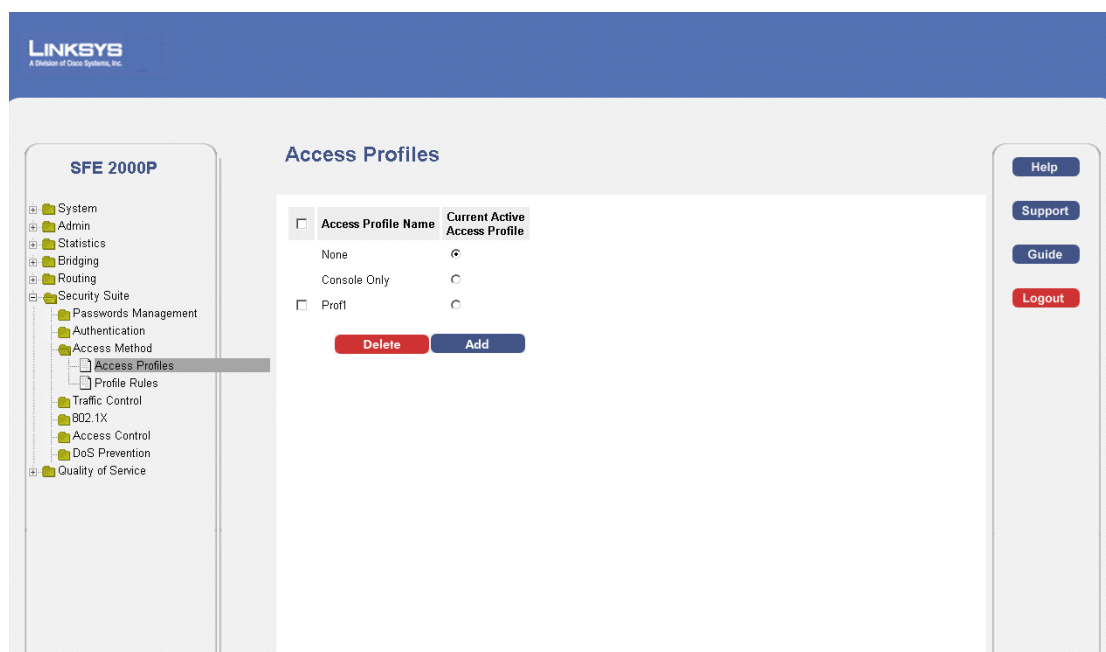 LINKSYS
A Division of Cisco Systems, Inc.
SFE 2000P
System
Admin
Statistics
Bridging
Routing
Security Suite
Passwords Management
Authentication
Access Method
Access Profiles
Profile Rules
Traffic Control
802.1X
Access Control
DoS Prevention
Quality of Service
Access Profiles
Access Profile Name
Current Active
Access Profile
None
Console Only
Prof1
Delete
Add
Help
Support
Guide
Logout